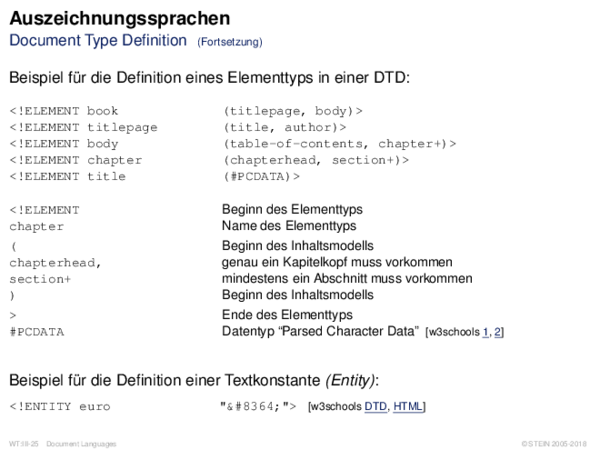 Auszeichnungssprachen
Document Type Definition (Fortsetzung)
Beispiel für die Definition eines Elementtyps in einer DTD:
<!ELEMENT book (titlepage, body)>
<!ELEMENT titlepage (title, author)>
<!ELEMENT body (table-of-contents, chapter+)>
<!ELEMENT chapter (chapterhead, section+)>
<!ELEMENT title (#PCDATA)>
<!ELEMENT Beginn des Elementtyps
chapter Name des Elementtyps
( Beginn des Inhaltsmodells
chapterhead, genau ein Kapitelkopf muss vorkommen
section+ mindestens ein Abschnitt muss vorkommen
) Beginn des Inhaltsmodells
> Ende des Elementtyps
#PCDATA Datentyp “Parsed Character Data” [w3schools 1, 2]
Beispiel für die Definition einer Textkonstante (Entity):
<!ENTITY euro "&#8364;"> [w3schools DTD, HTML]
WT:II-25 Document Languages © STEIN 2005-2018